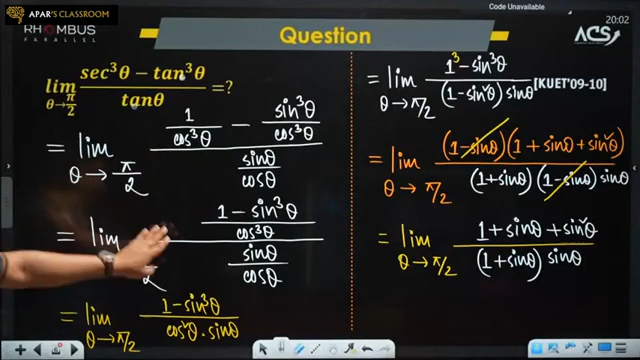 Code Unavailable
APAR'S CLASSROOM
RHOMBUS
PARALLEL
Question
ACS
20:02
lim θ→π/2 (sec³θ − tan³θ)/tanθ = ?
= lim θ→π/2 (1/cos³θ − sin³θ/cos³θ)/(sinθ/cosθ)
= lim 2 ((1 − sin³θ)/cos³θ)/(sinθ/cosθ)
= lim θ→π/2 (1 − sin³θ)/(cos²θ · sinθ)
= lim θ→π/2 (1³ − sin³θ)/((1 − sin²θ) sinθ) [KUET'09-10]
= lim θ→π/2 ((1 − sinθ)(1 + sinθ + sin²θ))/((1 + sinθ)(1 − sinθ) sinθ)
= lim θ→π/2 (1 + sinθ + sin²θ)/((1 + sinθ) sinθ)